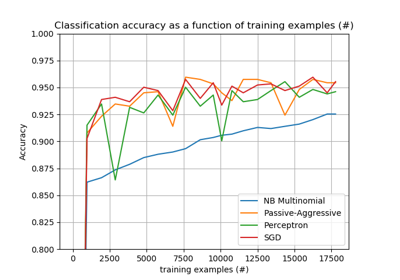 Classification accuracy as a function of training examples (#)
1.000
0.975
0.950
0.925
0.900
0.875
0.850
0.825
0.800
Accuracy
NB Multinomial
Passive-Aggressive
Perceptron
SGD
0 2500 5000 7500 10000 12500 15000 17500
training examples (#)